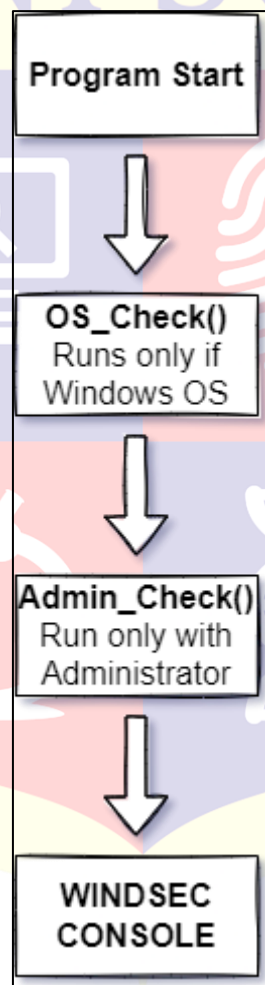 Program Start
OS_Check()
Runs only if
Windows OS
Admin_Check()
Run only with
Administrator
WINDSEC
CONSOLE